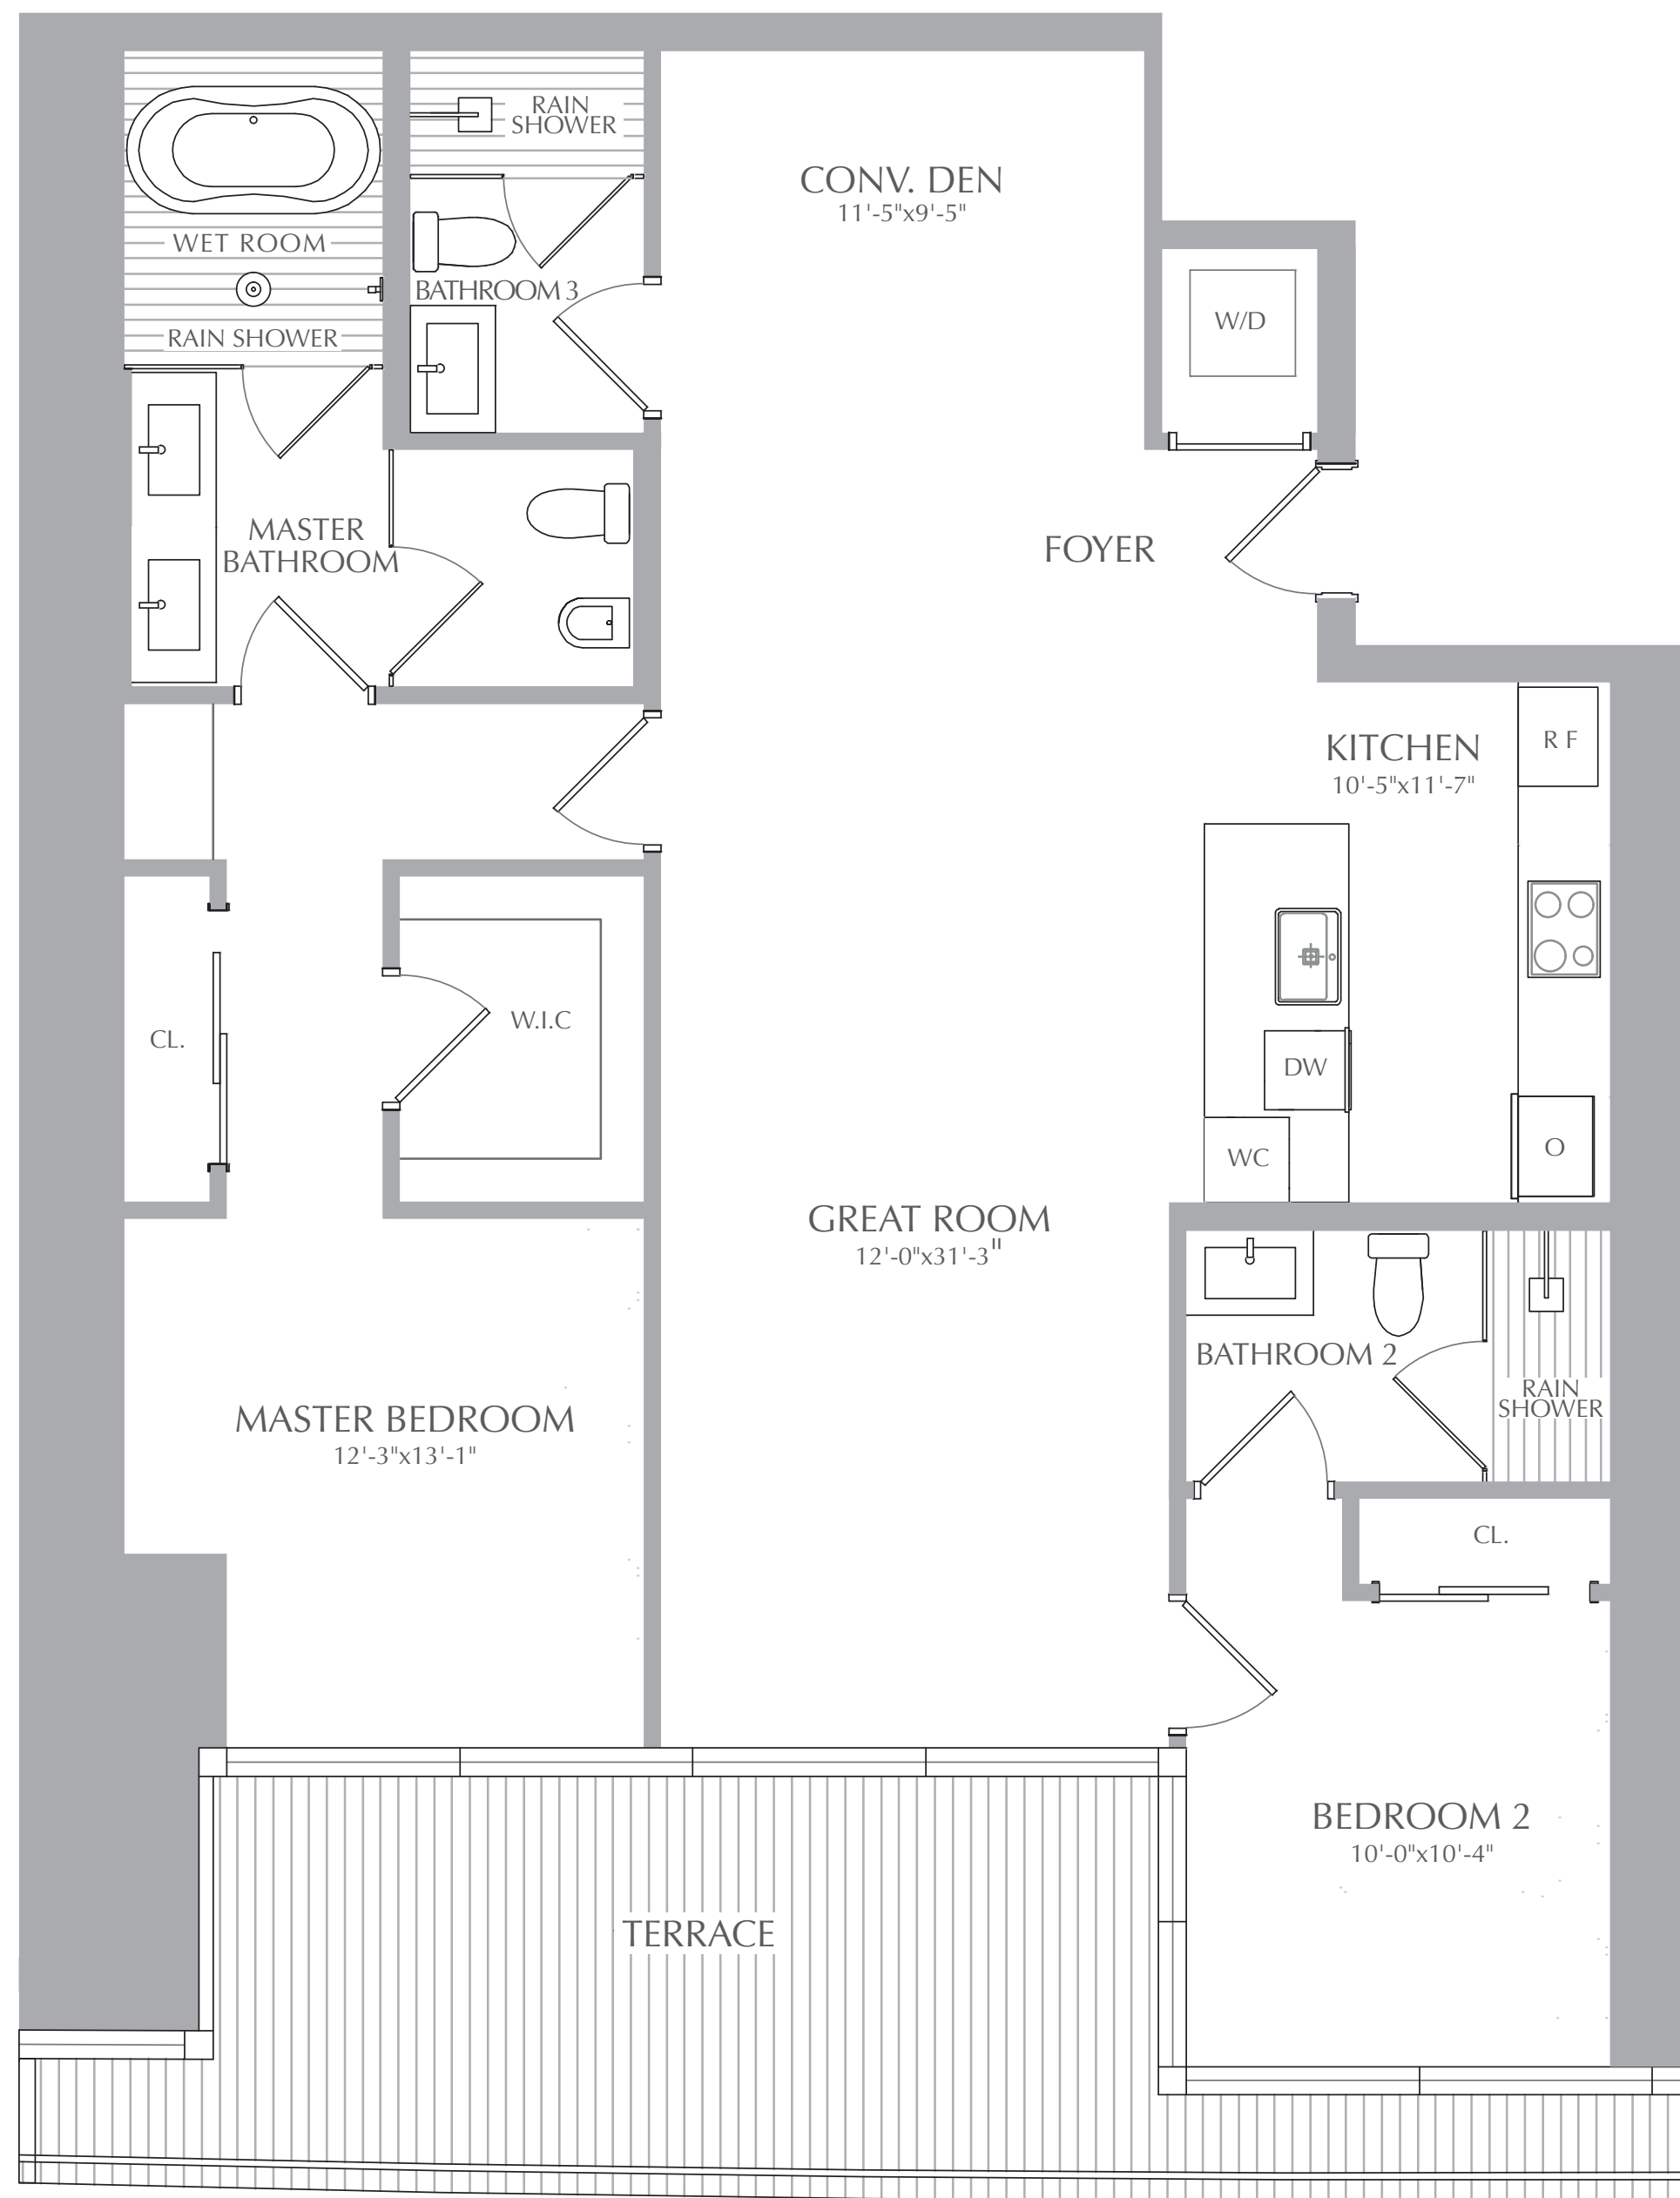 RAIN
SHOWER
CONV. DEN
11'-5"x9'-5"
WET ROOM
BATHROOM 3
W/D
RAIN SHOWER
MASTER
BATHROOM
FOYER
KITCHEN
10'-5"x11'-7"
R F
CL.
W.I.C
DW
O
WC
GREAT ROOM
12'-0"x31'-3"
BATHROOM 2
RAIN
SHOWER
MASTER BEDROOM
12'-3"x13'-1"
CL.
BEDROOM 2
10'-0"x10'-4"
TERRACE